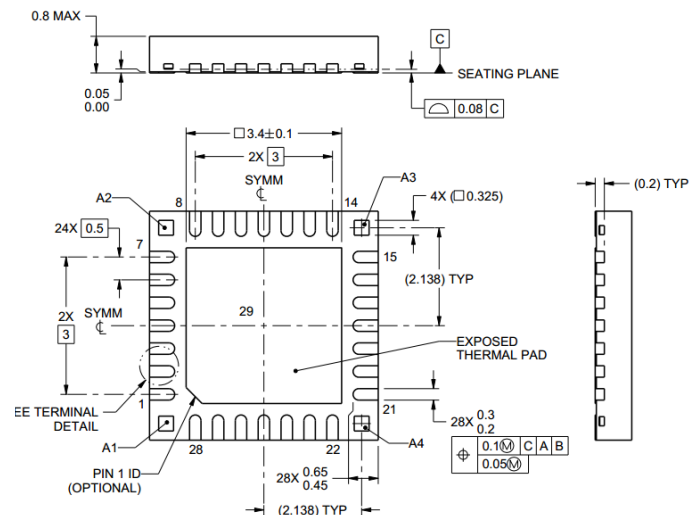 0.8 MAX
C
SEATING PLANE
0.05
0.00
⌓ 0.08 C
□ 3.4±0.1
2X 3
SYMM
℄
A2
8
14
A3
4X (□0.325)
(0.2) TYP
24X 0.5
7
15
(2.138) TYP
2X
3
SYMM
℄
29
EXPOSED
THERMAL PAD
EE TERMINAL
DETAIL
1
21
28X 0.3
0.2
⌖ 0.1Ⓜ C A B
0.05Ⓜ
A1
A4
28
22
PIN 1 ID
(OPTIONAL)
28X 0.65
0.45
(2.138) TYP